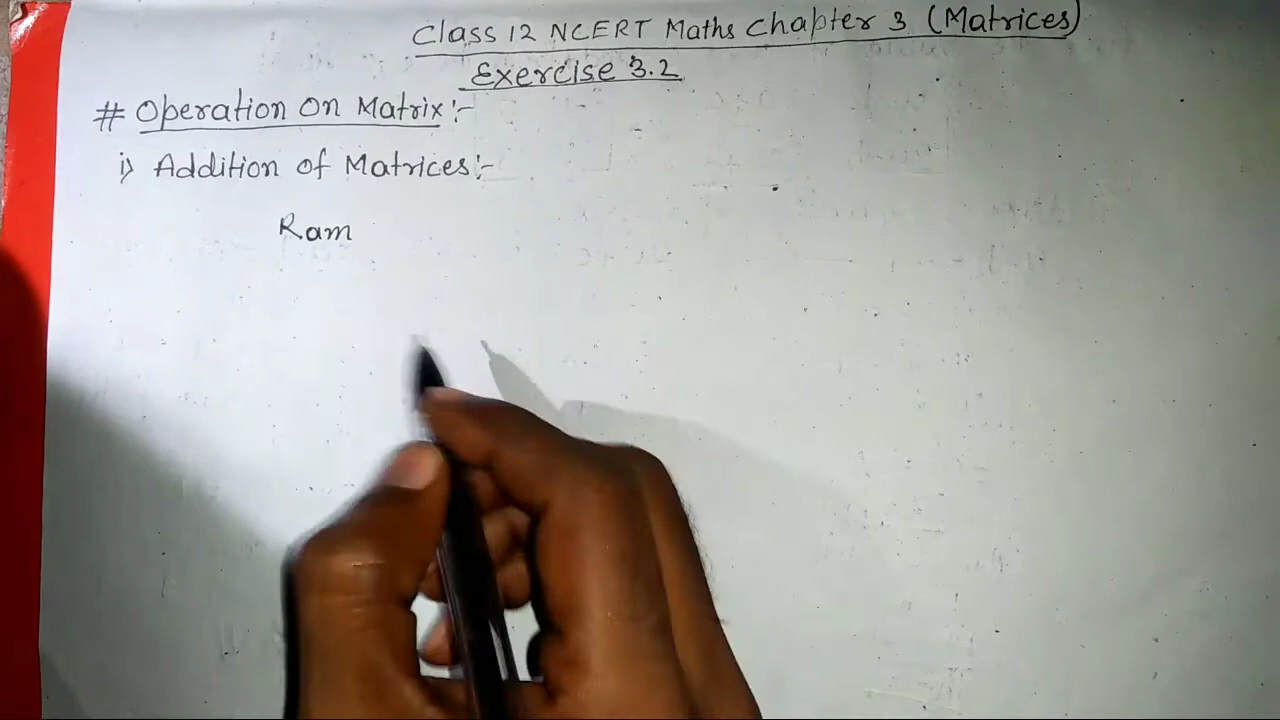 Class 12 NCERT Maths Chapter 3 (Matrices)
Exercise 3.2
# Operation On Matrix:-
i) Addition of Matrices:-
Ram